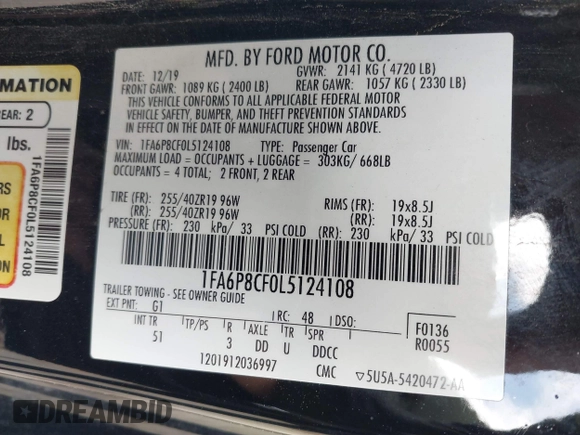 MATION
REAR: 2
lbs.
1FA6P8CF0L5124108
MFD. BY FORD MOTOR CO.
DATE: 12/19 GVWR: 2141 KG ( 4720 LB)
FRONT GAWR: 1089 KG ( 2400 LB) REAR GAWR: 1057 KG ( 2330 LB)
THIS VEHICLE CONFORMS TO ALL APPLICABLE FEDERAL MOTOR
VEHICLE SAFETY, BUMPER, AND THEFT PREVENTION STANDARDS
IN EFFECT ON THE DATE OF MANUFACTURE SHOWN ABOVE.
VIN: 1FA6P8CF0L5124108 TYPE: Passenger Car
MAXIMUM LOAD = OCCUPANTS + LUGGAGE = 303KG/ 668LB
OCCUPANTS = 4 TOTAL; 2 FRONT, 2 REAR
TIRE (FR): 255/40ZR19 96W RIMS (FR): 19x8.5J
(RR): 255/40ZR19 96W (RR): 19x8.5J
PRESSURE (FR): 230 kPa/ 33 PSI COLD (RR): 230 kPa/ 33 PSI COLD
1FA6P8CF0L5124108
TRAILER TOWING - SEE OWNER GUIDE
EXT PNT: G1 RC: 48 DSO: F0136
INT TR TP/PS R AXLE TR SPR R0055
51 3 DD U DDCC
1201912036997 CMC ▽5U5A-5420472-AA
DREAMBID